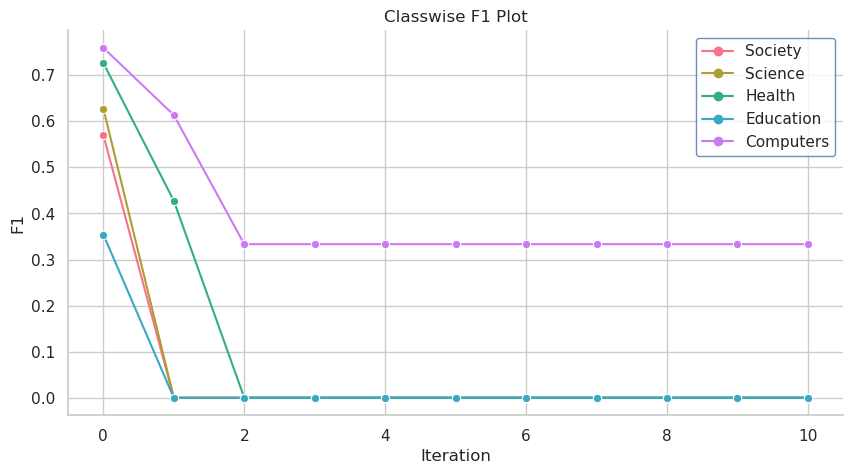 Classwise F1 Plot
Society
Science
Health
Education
Computers
0.7
0.6
0.5
0.4
0.3
0.2
0.1
0.0
F1
0 2 4 6 8 10
Iteration